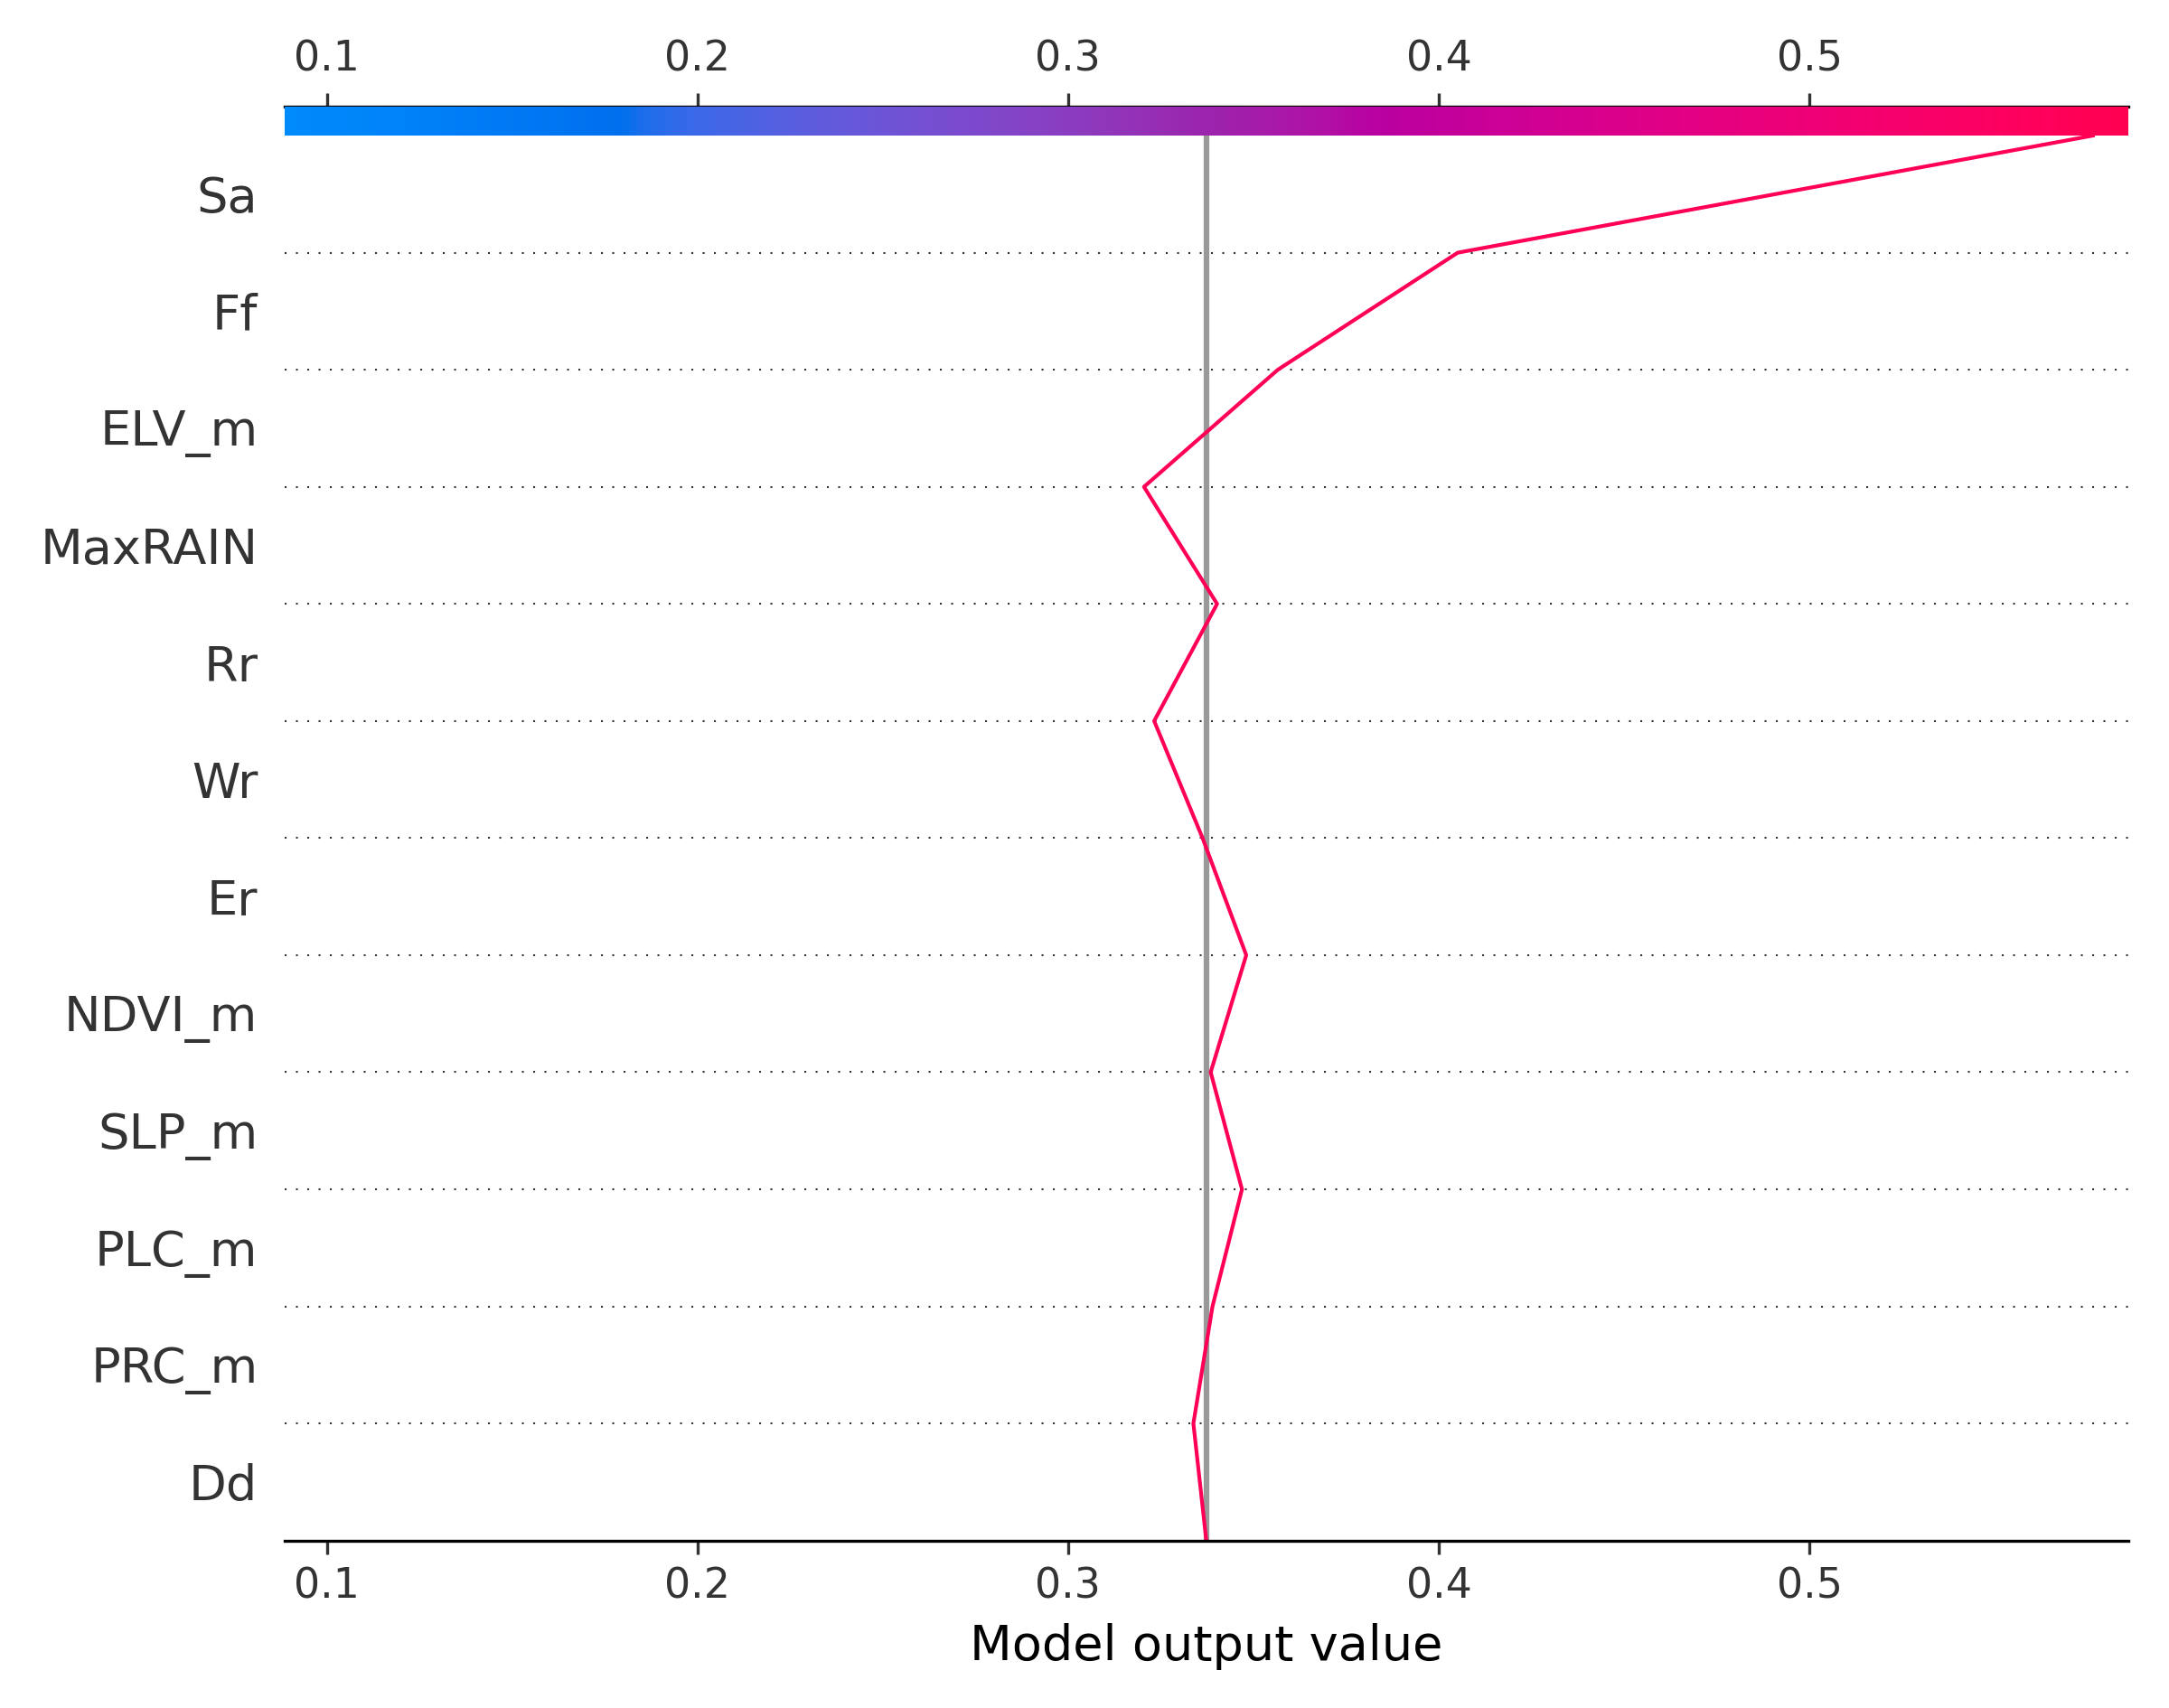 0.1 0.2 0.3 0.4 0.5
Sa
Ff
ELV_m
MaxRAIN
Rr
Wr
Er
NDVI_m
SLP_m
PLC_m
PRC_m
Dd
0.1 0.2 0.3 0.4 0.5
Model output value